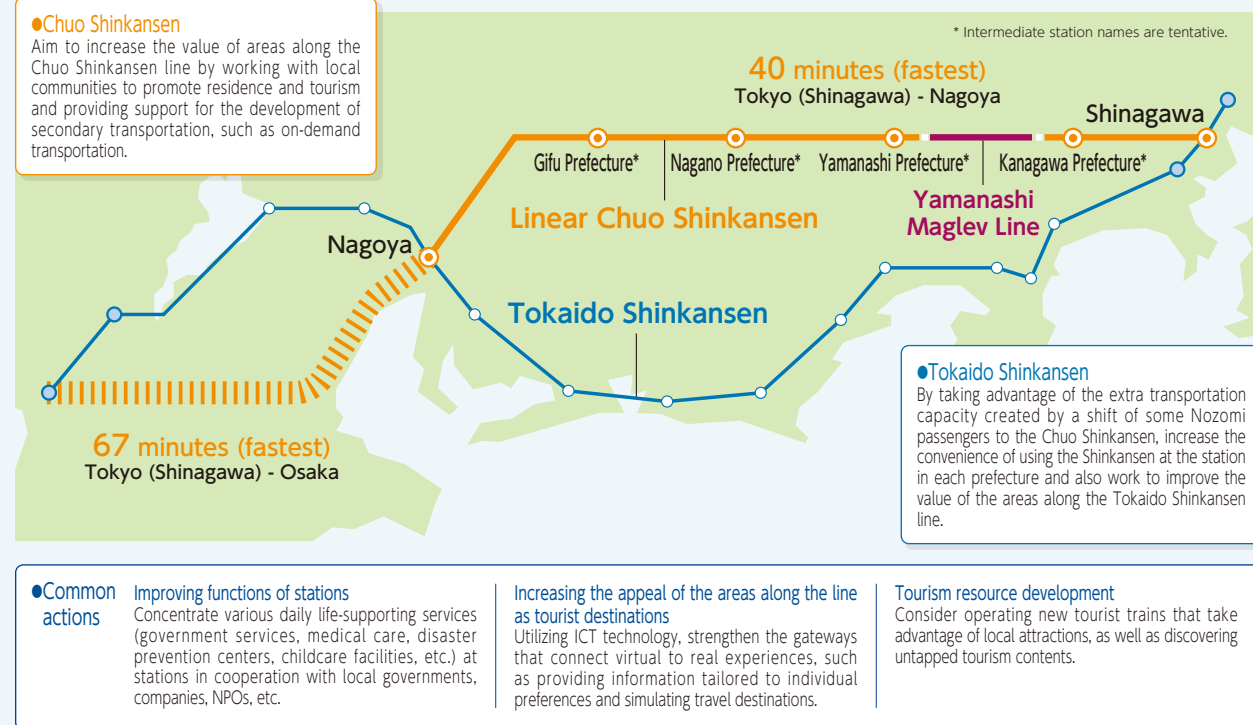 ●Chuo Shinkansen
Aim to increase the value of areas along the
Chuo Shinkansen line by working with local
communities to promote residence and tourism
and providing support for the development of
secondary transportation, such as on-demand
transportation.
* Intermediate station names are tentative.
40 minutes (fastest)
Tokyo (Shinagawa) - Nagoya
Shinagawa
Gifu Prefecture*
Nagano Prefecture*
Yamanashi Prefecture*
Kanagawa Prefecture*
Linear Chuo Shinkansen
Yamanashi
Maglev Line
Nagoya
Tokaido Shinkansen
67 minutes (fastest)
Tokyo (Shinagawa) - Osaka
●Tokaido Shinkansen
By taking advantage of the extra transportation
capacity created by a shift of some Nozomi
passengers to the Chuo Shinkansen, increase the
convenience of using the Shinkansen at the station
in each prefecture and also work to improve the
value of the areas along the Tokaido Shinkansen
line.
●Common
actions
Improving functions of stations
Concentrate various daily life-supporting services
(government services, medical care, disaster
prevention centers, childcare facilities, etc.) at
stations in cooperation with local governments,
companies, NPOs, etc.
Increasing the appeal of the areas along the line
as tourist destinations
Utilizing ICT technology, strengthen the gateways
that connect virtual to real experiences, such
as providing information tailored to individual
preferences and simulating travel destinations.
Tourism resource development
Consider operating new tourist trains that take
advantage of local attractions, as well as discovering
untapped tourism contents.